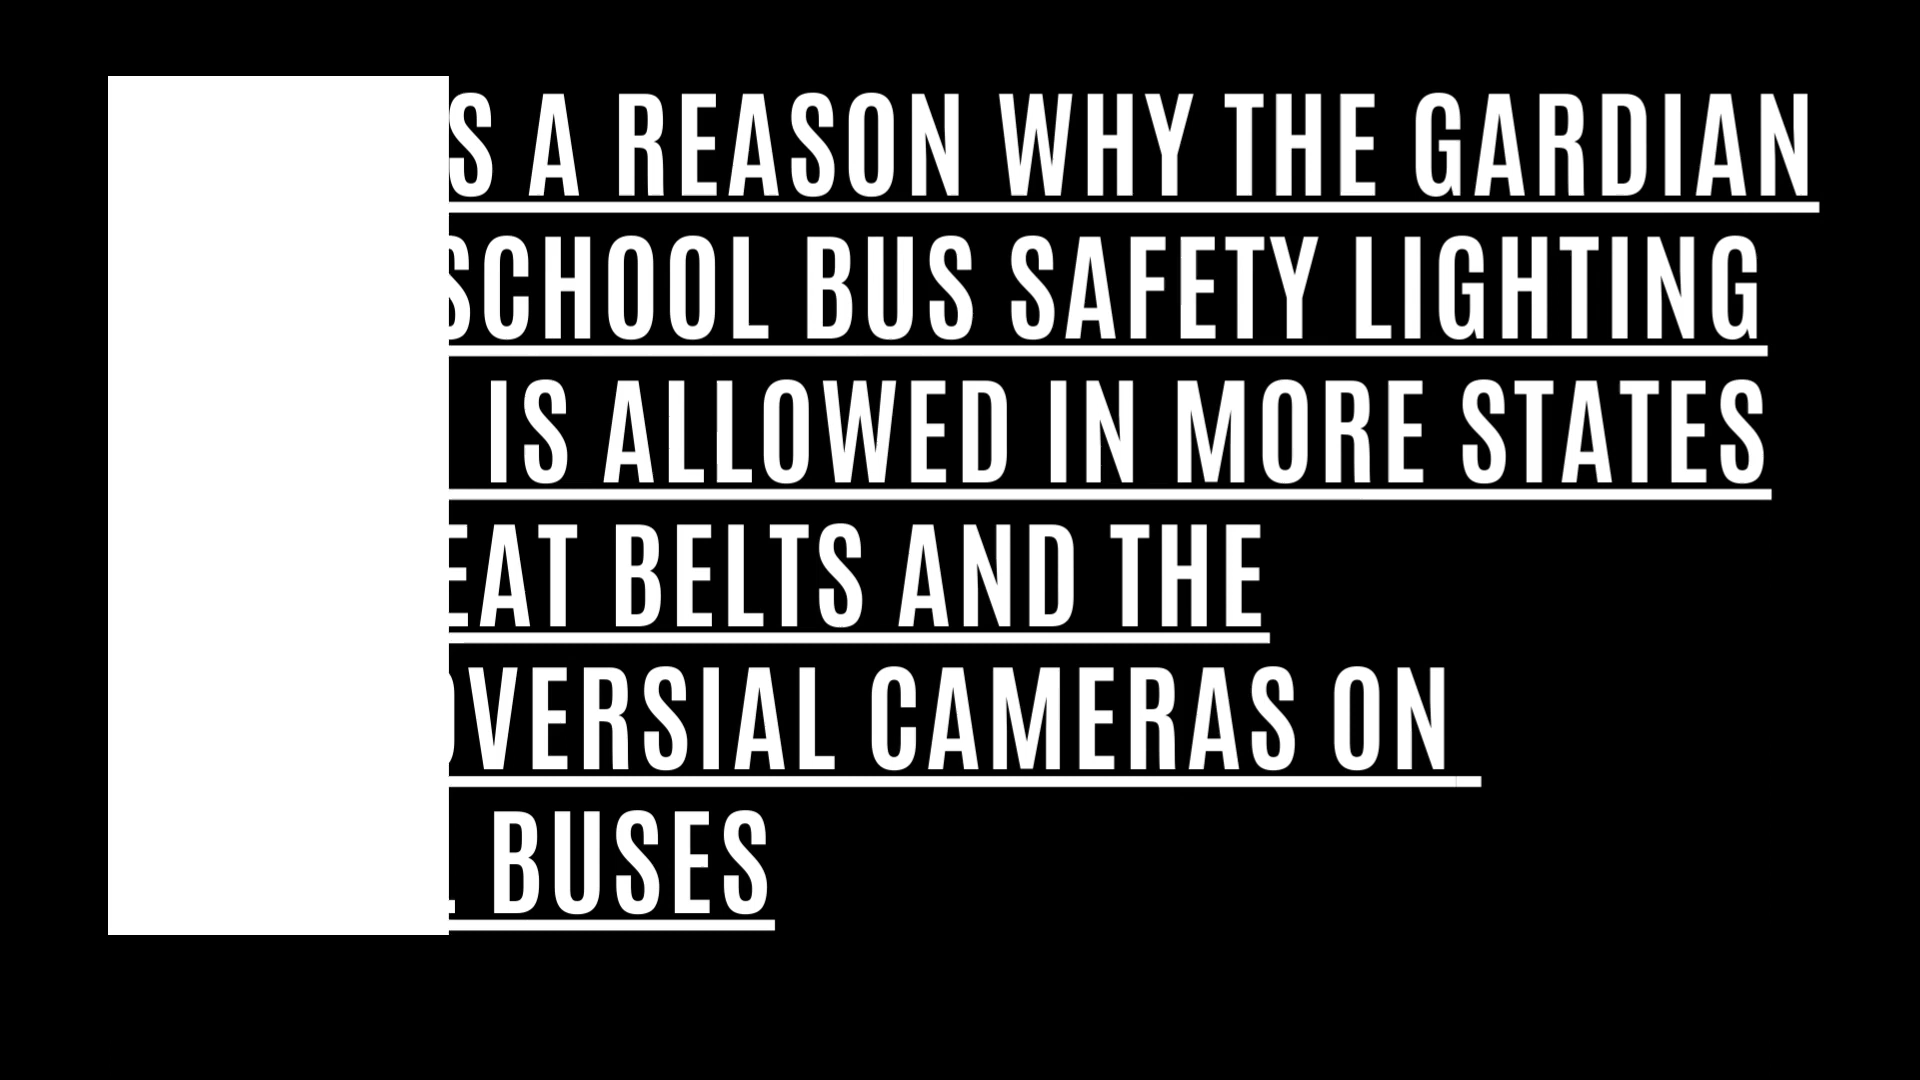 S A REASON WHY THE GARDIAN
SCHOOL BUS SAFETY LIGHTING
IS ALLOWED IN MORE STATES
EAT BELTS AND THE
OVERSIAL CAMERAS ON
BUSES